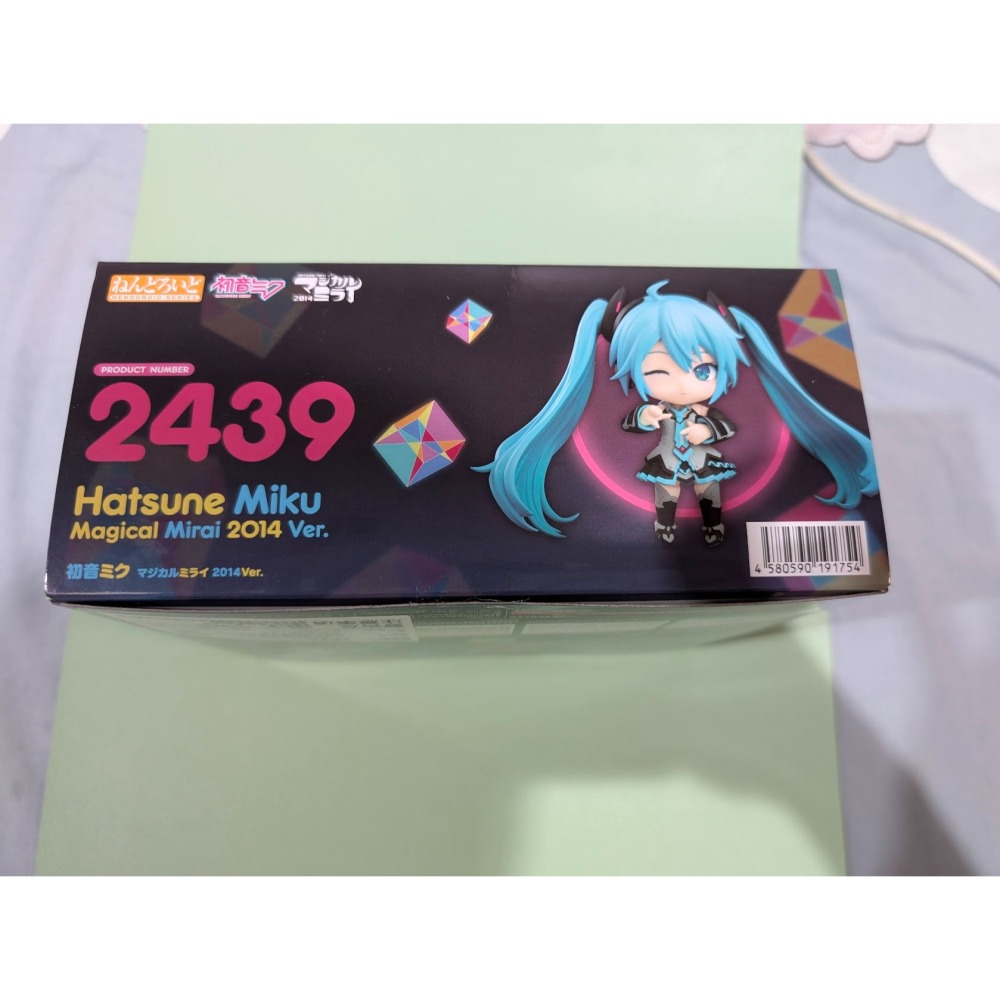 ねんどろいど
NENDOROID SERIES
初音ミク
マジカル
ミライ
2014
PRODUCT NUMBER
2439
Hatsune Miku
Magical Mirai 2014 Ver.
初音ミク マジカルミライ 2014Ver.
4 580590 191754